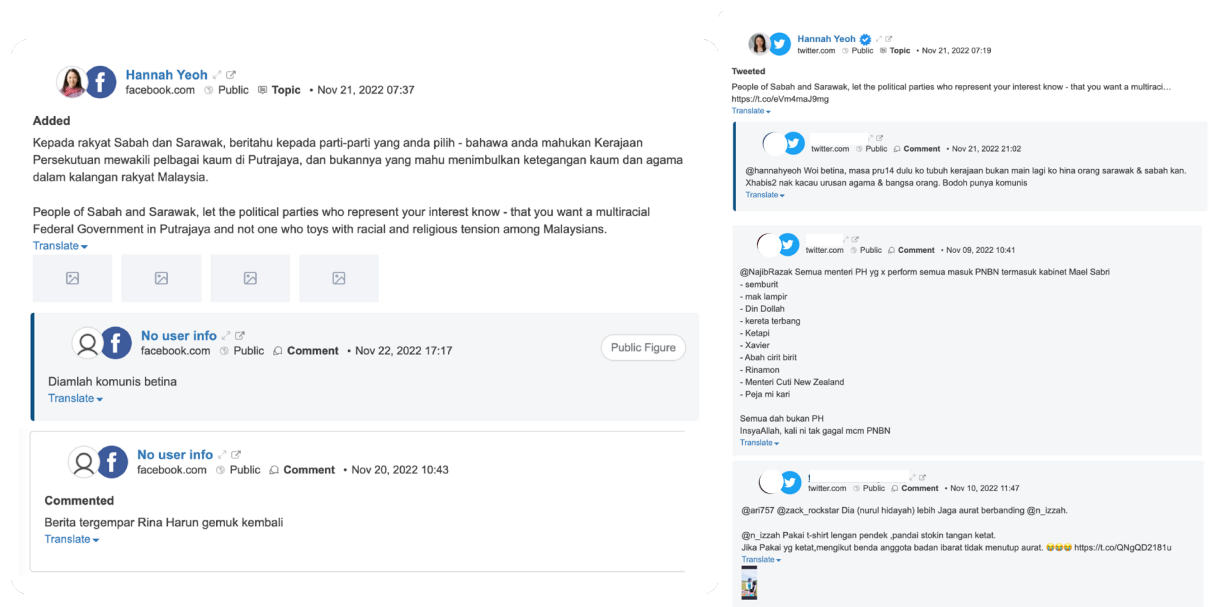 Hannah Yeoh
facebook.com Public Topic • Nov 21, 2022 07:37
Added
Kepada rakyat Sabah dan Sarawak, beritahu kepada parti-parti yang anda pilih - bahawa anda mahukan Kerajaan
Persekutuan mewakili pelbagai kaum di Putrajaya, dan bukannya yang mahu menimbulkan ketegangan kaum dan agama
dalam kalangan rakyat Malaysia.
People of Sabah and Sarawak, let the political parties who represent your interest know - that you want a multiracial
Federal Government in Putrajaya and not one who toys with racial and religious tension among Malaysians.
Translate
No user info
facebook.com Public Comment • Nov 22, 2022 17:17
Public Figure
Diamlah komunis betina
Translate
No user info
facebook.com Public Comment • Nov 20, 2022 10:43
Commented
Berita tergempar Rina Harun gemuk kembali
Translate
Hannah Yeoh
twitter.com Public Topic • Nov 21, 2022 07:19
Tweeted
People of Sabah and Sarawak, let the political parties who represent your interest know - that you want a multiraci...
https://t.co/eVm4maJ9mg
Translate
twitter.com Public Comment • Nov 21, 2022 21:02
@hannahyeoh Woi betina, masa pru14 dulu ko tubuh kerajaan bukan main lagi ko hina orang sarawak & sabah kan.
Xhabis2 nak kacau urusan agama & bangsa orang. Bodoh punya komunis
Translate
twitter.com Public Comment • Nov 09, 2022 10:41
@NajibRazak Semua menteri PH yg x perform semua masuk PNBN termasuk kabinet Mael Sabri
- semburit
- mak lampir
- Din Dollah
- kereta terbang
- Ketapi
- Xavier
- Abah cirit birit
- Rinamon
- Menteri Cuti New Zealand
- Peja mi kari
Semua dah bukan PH
InsyaAllah, kali ni tak gagal mcm PNBN
Translate
twitter.com Public Comment • Nov 10, 2022 11:47
@ari757 @zack_rockstar Dia (nurul hidayah) lebih Jaga aurat berbanding @n_izzah.
@n_izzah Pakai t-shirt lengan pendek ,pandai stokin tangan ketat.
Jika Pakai yg ketat,mengikut benda anggota badan ibarat tidak menutup aurat. 😂😂😂 https://t.co/QNgQD2181u
Translate